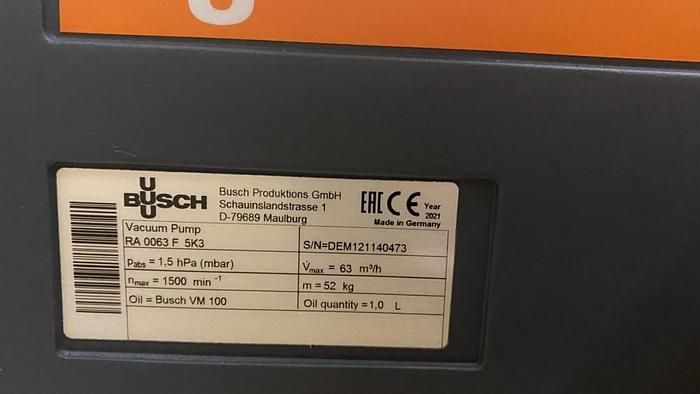 BUSCH
Busch Produktions GmbH
Schauinslandstrasse 1
D-79689 Maulburg
EAC CE Year 2021
Made in Germany
Vacuum Pump
RA 0063 F 5K3
S/N=DEM121140473
Pabs = 1,5 hPa (mbar)
V̇max = 63 m³/h
nmax = 1500 min⁻¹
m = 52 kg
Oil = Busch VM 100
Oil quantity =1,0 L